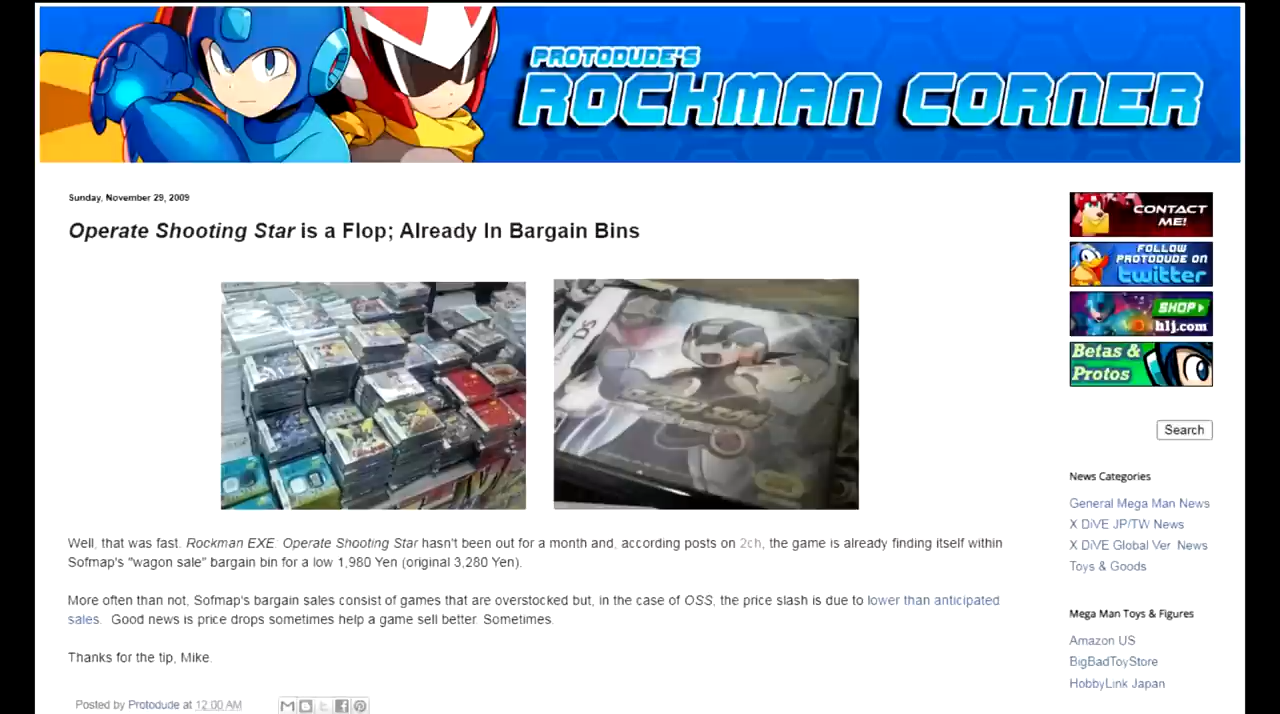 PROTODUDE'S
ROCKMAN CORNER
Sunday, November 29, 2009
Operate Shooting Star is a Flop; Already In Bargain Bins
CONTACT
ME!
FOLLOW
PROTODUDE ON
twitter
SHOP
hlj.com
Betas &
Protos
DS
Search
Well, that was fast. Rockman EXE. Operate Shooting Star hasn't been out for a month and, according posts on 2ch, the game is already finding itself within
Sofmap's "wagon sale" bargain bin for a low 1,980 Yen (original 3,280 Yen).
More often than not, Sofmap's bargain sales consist of games that are overstocked but, in the case of OSS, the price slash is due to lower than anticipated
sales. Good news is price drops sometimes help a game sell better. Sometimes.
Thanks for the tip, Mike.
Posted by Protodude at 12:00 AM
News Categories
General Mega Man News
X DiVE JP/TW News
X DiVE Global Ver. News
Toys & Goods
Mega Man Toys & Figures
Amazon US
BigBadToyStore
HobbyLink Japan